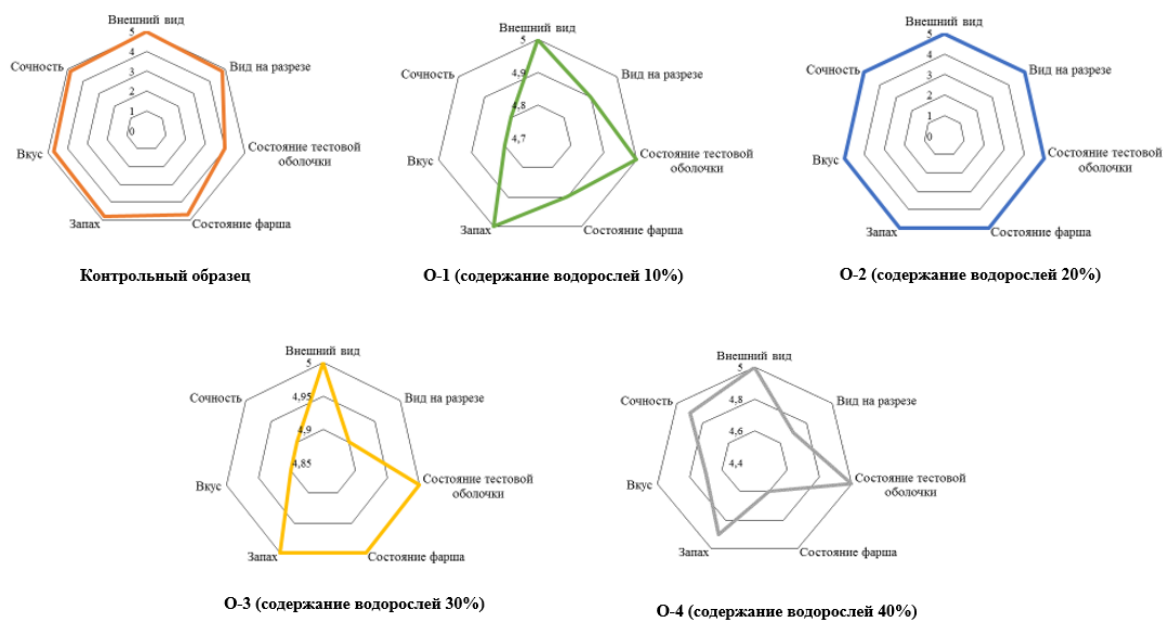 Внешний вид
5
4
3
2
1
0
Вид на разрезе
Состояние тестовой
оболочки
Состояние фарша
Запах
Вкус
Сочность
Контрольный образец
Внешний вид
5
4,9
4,8
4,7
Вид на разрезе
Состояние тестовой
оболочки
Состояние фарша
Запах
Вкус
Сочность
О-1 (содержание водорослей 10%)
Внешний вид
5
4
3
2
1
0
Вид на разрезе
Состояние тестовой
оболочки
Состояние фарша
Запах
Вкус
Сочность
О-2 (содержание водорослей 20%)
Внешний вид
5
4,95
4,9
4,85
Вид на разрезе
Состояние тестовой
оболочки
Состояние фарша
Запах
Вкус
Сочность
О-3 (содержание водорослей 30%)
Внешний вид
5
4,8
4,6
4,4
Вид на разрезе
Состояние тестовой
оболочки
Состояние фарша
Запах
Вкус
Сочность
О-4 (содержание водорослей 40%)